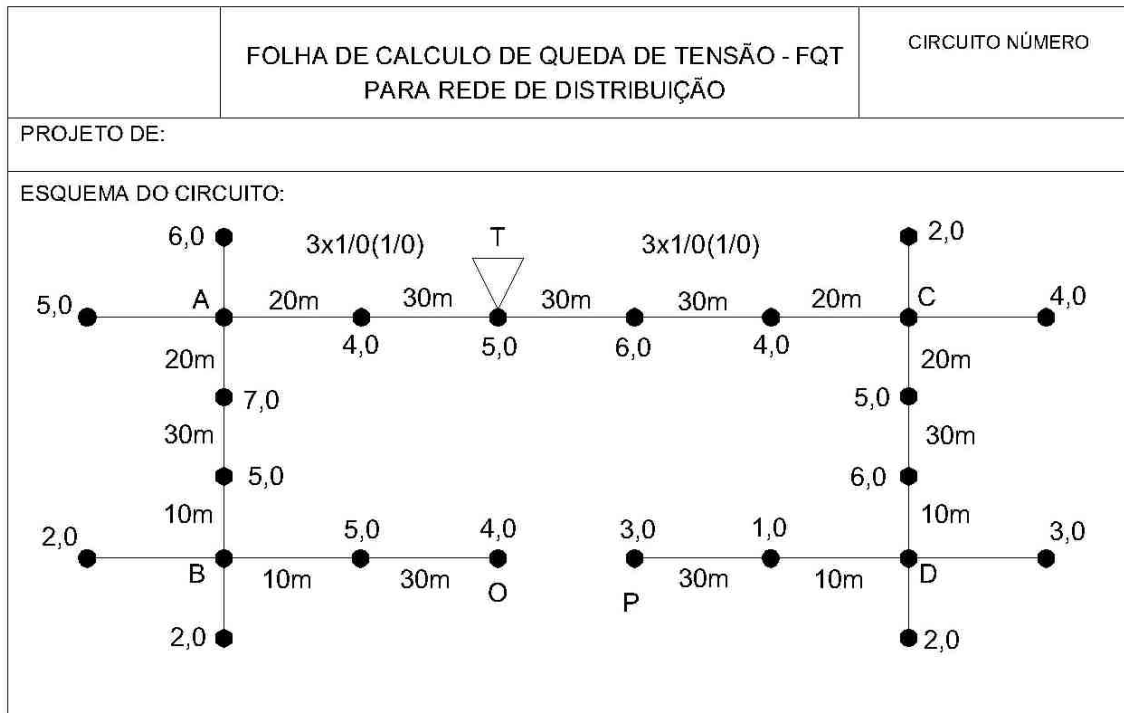 FOLHA DE CALCULO DE QUEDA DE TENSÃO - FQT
PARA REDE DE DISTRIBUIÇÃO
CIRCUITO NÚMERO
PROJETO DE:
ESQUEMA DO CIRCUITO:
6,0
3x1/0(1/0)
T
3x1/0(1/0)
2,0
5,0
A
20m
30m
30m
30m
20m
C
4,0
4,0
5,0
6,0
4,0
20m
20m
7,0
5,0
30m
30m
5,0
6,0
10m
10m
2,0
5,0
4,0
3,0
1,0
3,0
B
10m
30m
O
P
30m
10m
D
2,0
2,0